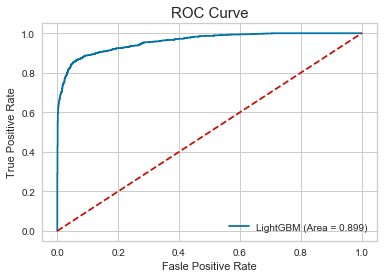 ROC Curve
1.0
0.8
0.6
0.4
0.2
0.0
True Positive Rate
LightGBM (Area = 0.899)
0.0 0.2 0.4 0.6 0.8 1.0
Fasle Positive Rate